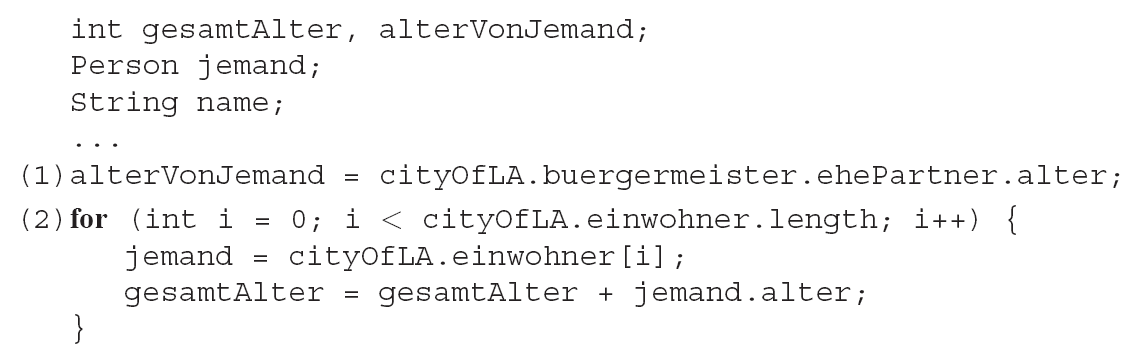 int gesamtAlter, alterVonJemand;
Person jemand;
String name;
...
(1) alterVonJemand = cityOfLA.buergermeister.ehePartner.alter;
(2) for (int i = 0; i < cityOfLA.einwohner.length; i++) {
jemand = cityOfLA.einwohner[i];
gesamtAlter = gesamtAlter + jemand.alter;
}